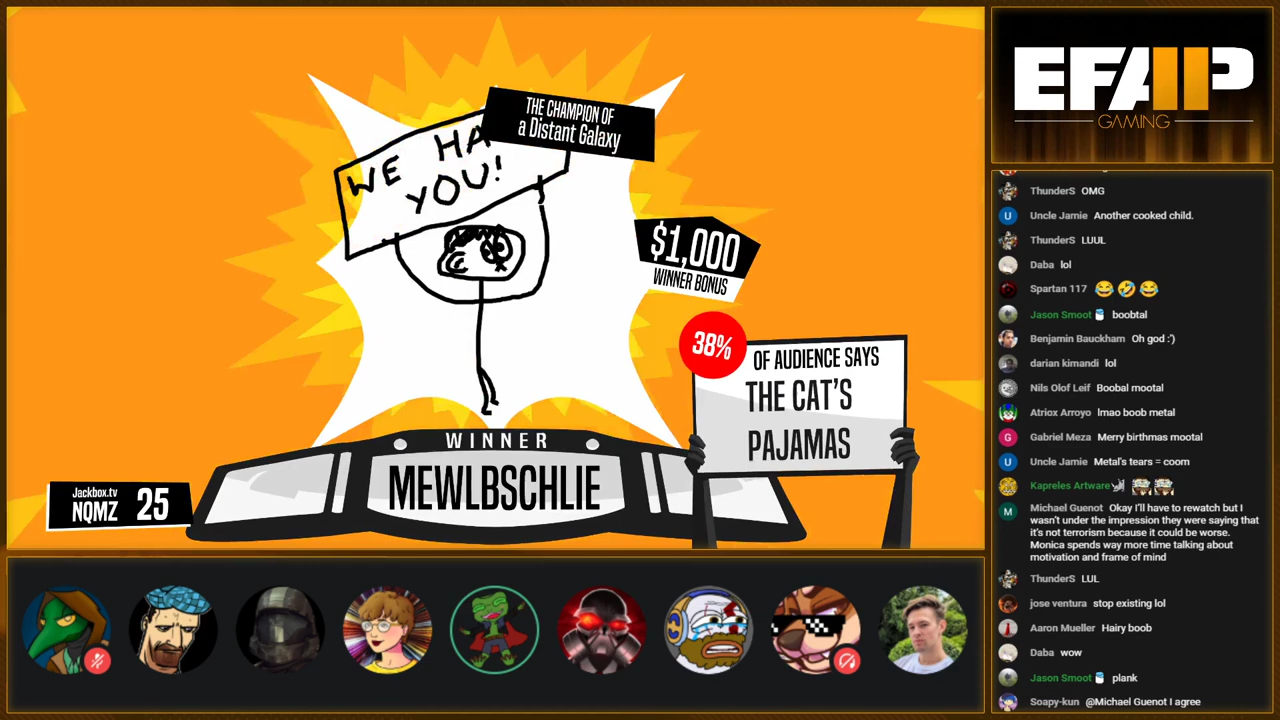 THE CHAMPION OF
a Distant Galaxy
WE HA
YOU!
$1,000
WINNER BONUS
38%
OF AUDIENCE SAYS
THE CAT'S
PAJAMAS
WINNER
MEWLBSCHLIE
Jackbox.tv
NQMZ
25
EFAP
GAMING
ThunderS OMG
U Uncle Jamie Another cooked child.
ThunderS LUUL
Daba lol
Spartan 117 😂🤣😂
Jason Smoot boobtal
Benjamin Bauckham Oh god :')
darian kimandi lol
Nils Olof Leif Boobal mootal
Atriox Arroyo lmao boob metal
G Gabriel Meza Merry birthmas mootal
U Uncle Jamie Metal's tears = coom
Kapreles Artware
M Michael Guenot Okay I'll have to rewatch but I
wasn't under the impression they were saying that
it's not terrorism because it could be worse.
Monica spends way more time talking about
motivation and frame of mind
ThunderS LUL
jose ventura stop existing lol
Aaron Mueller Hairy boob
Daba wow
Jason Smoot plank
Soapy-kun @Michael Guenot I agree